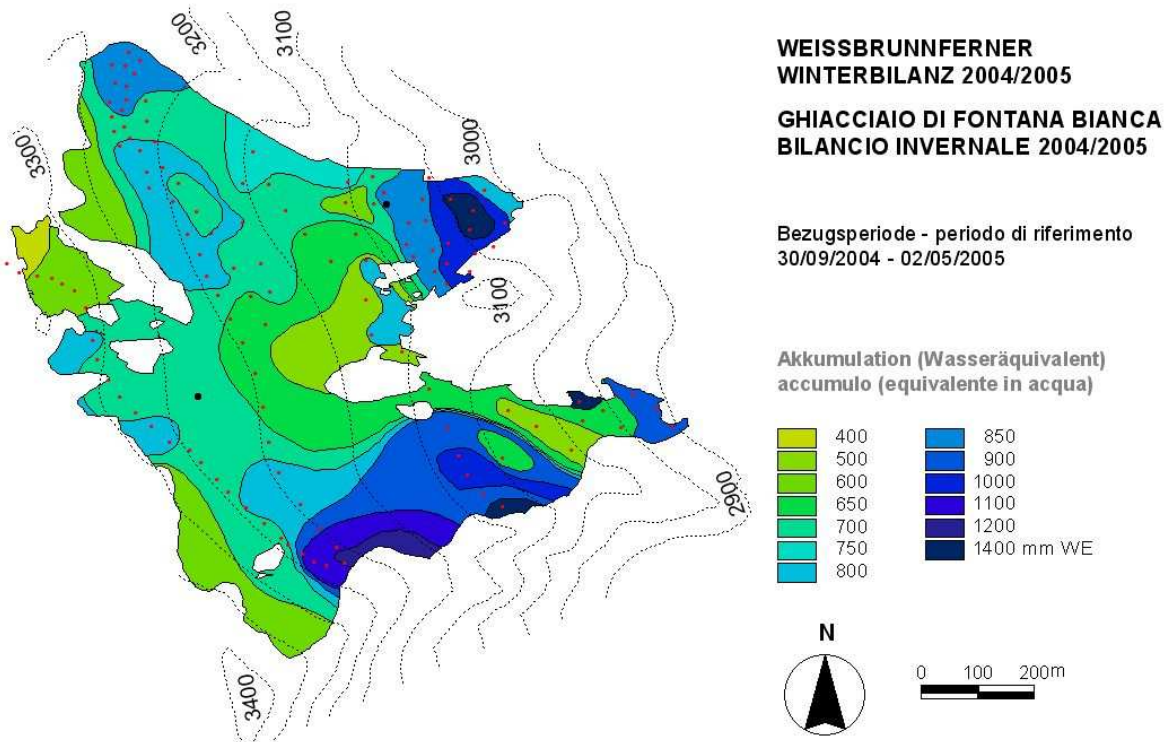 WEISSBRUNNFERNER
WINTERBILANZ 2004/2005
GHIACCIAIO DI FONTANA BIANCA
BILANCIO INVERNALE 2004/2005
Bezugsperiode - periodo di riferimento
30/09/2004 - 02/05/2005
Akkumulation (Wasseräquivalent)
accumulo (equivalente in acqua)
400
500
600
650
700
750
800
850
900
1000
1100
1200
1400 mm WE
N
0 100 200m
3200
3100
3000
3300
3100
2900
3400